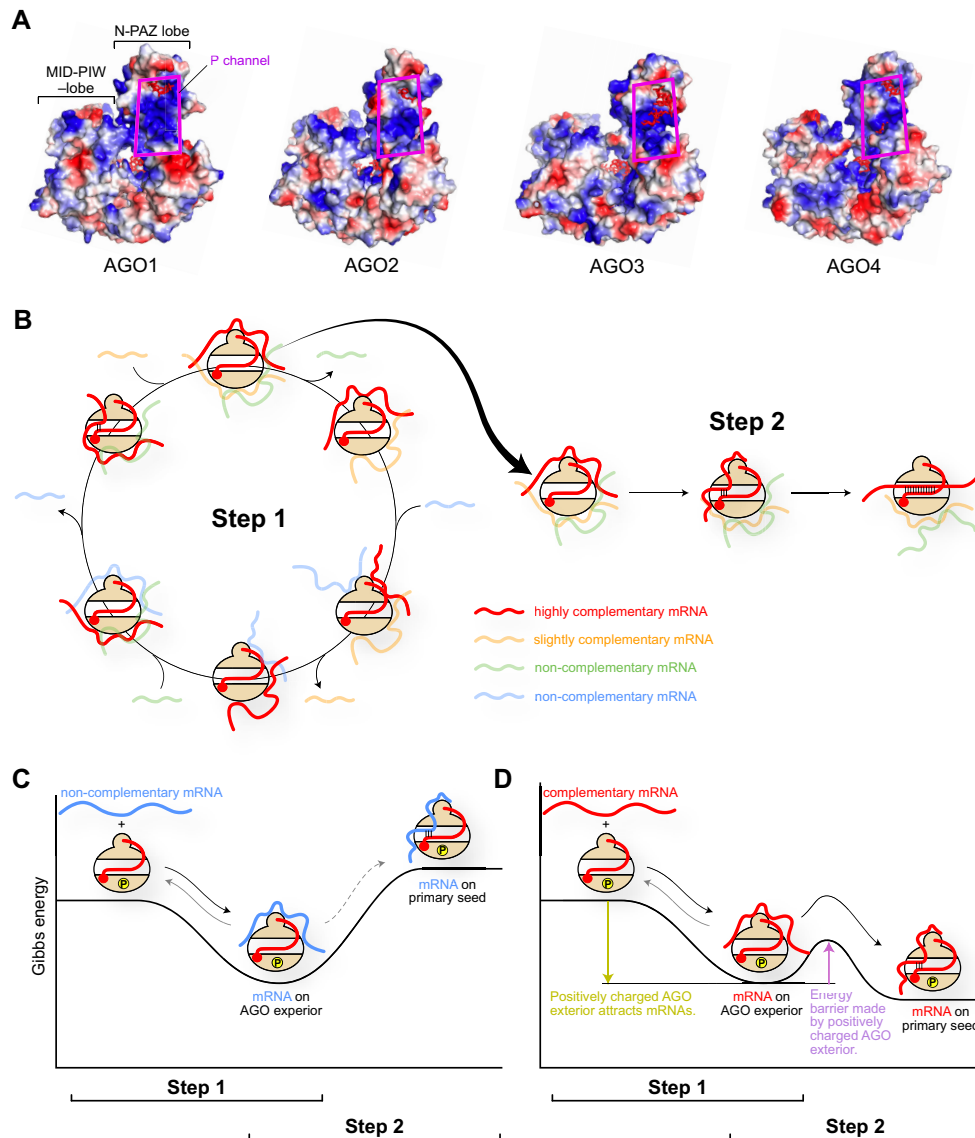 A
N-PAZ lobe
MID-PIW
–lobe
P channel
AGO1
AGO2
AGO3
AGO4
B
Step 1
Step 2
highly complementary mRNA
slightly complementary mRNA
non-complementary mRNA
non-complementary mRNA
C
non-complementary mRNA
+
P
P
mRNA on
AGO experior
mRNA on
primary seed
Gibbs energy
Step 1
Step 2
D
complementary mRNA
+
P
P
Positively charged AGO
exterior attracts mRNAs.
mRNA on
AGO experior
Energy
barrier made
by positively
charged AGO
exterior.
P
mRNA on
primary seed
Step 1
Step 2